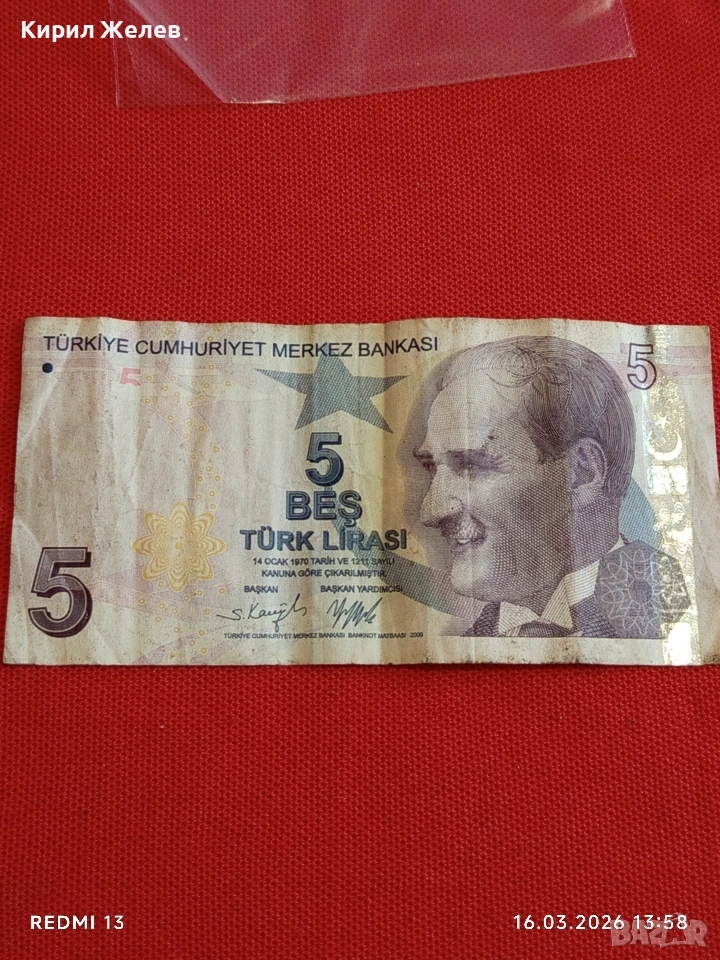 Кирил Желев
TÜRKİYE CUMHURİYET MERKEZ BANKASI
5
5
5
BEŞ
TÜRK LİRASI
14 OCAK 1970 TARİH VE 1211 SAYILI
KANUNA GÖRE ÇIKARILMIŞTIR.
BAŞKAN BAŞKAN YARDIMCISI
5
TÜRKİYE CUMHURİYET MERKEZ BANKASI BANKNOT MATBAASI 2009
REDMI 13
16.03.2026 13:58
BAZAR